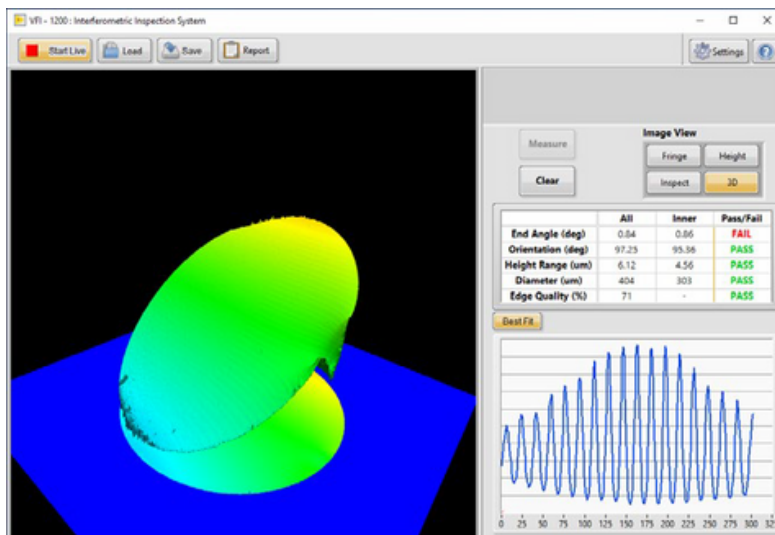 VFI - 1200 : Interferometric Inspection System
Start Live Load Save Report Settings
Measure
Clear
Image View
Fringe Height
Inspect 3D
All Inner Pass/Fail
End Angle (deg) 0.84 0.86 FAIL
Orientation (deg) 97.25 95.36 PASS
Height Range (um) 6.12 4.56 PASS
Diameter (um) 404 303 PASS
Edge Quality (%) 71 - PASS
Best Fit
0 25 50 75 100 125 150 175 200 225 250 275 300 325